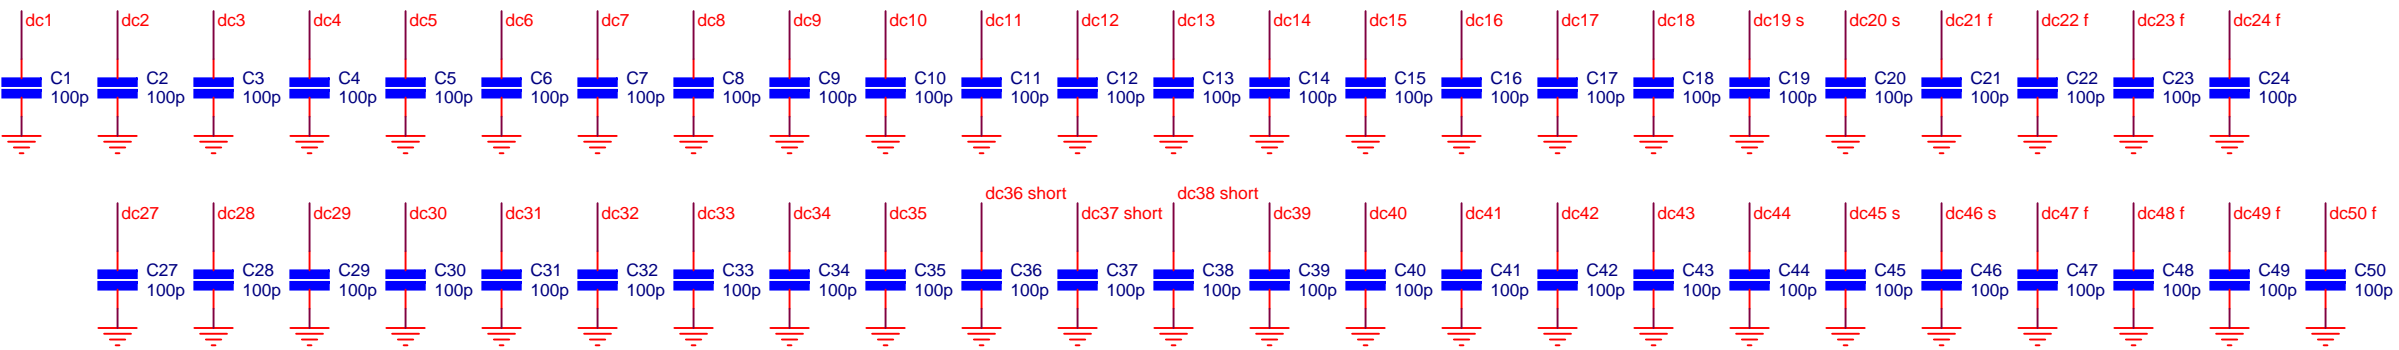 dc1 dc2 dc3 dc4 dc5 dc6 dc7 dc8 dc9 dc10 dc11 dc12 dc13 dc14 dc15 dc16 dc17 dc18 dc19 s dc20 s dc21 f dc22 f dc23 f dc24 f
C1 C2 C3 C4 C5 C6 C7 C8 C9 C10 C11 C12 C13 C14 C15 C16 C17 C18 C19 C20 C21 C22 C23 C24
100p 100p 100p 100p 100p 100p 100p 100p 100p 100p 100p 100p 100p 100p 100p 100p 100p 100p 100p 100p 100p 100p 100p 100p
dc36 short dc38 short
dc27 dc28 dc29 dc30 dc31 dc32 dc33 dc34 dc35 dc37 short dc39 dc40 dc41 dc42 dc43 dc44 dc45 s dc46 s dc47 f dc48 f dc49 f dc50 f
C27 C28 C29 C30 C31 C32 C33 C34 C35 C36 C37 C38 C39 C40 C41 C42 C43 C44 C45 C46 C47 C48 C49 C50
100p 100p 100p 100p 100p 100p 100p 100p 100p 100p 100p 100p 100p 100p 100p 100p 100p 100p 100p 100p 100p 100p 100p 100p